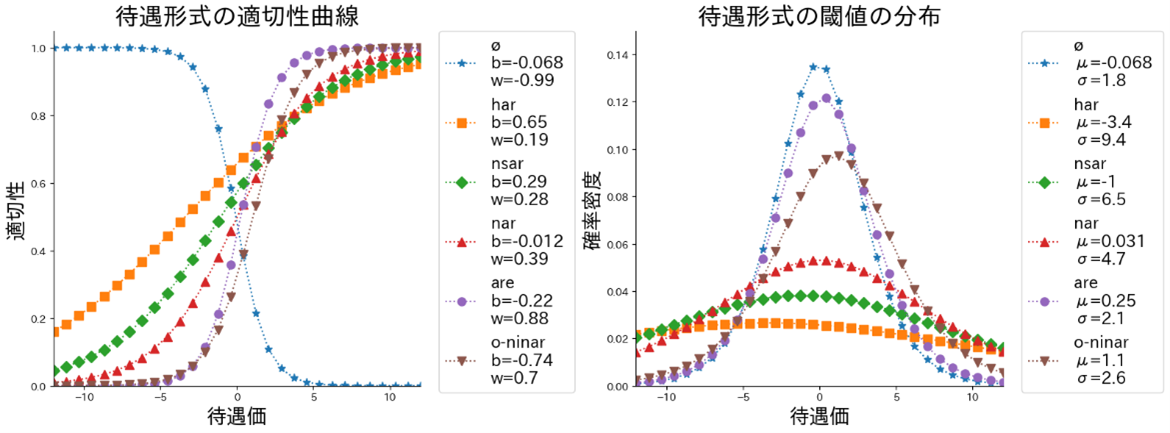 待遇形式の適切性曲線
適切性
1.0
0.8
0.6
0.4
0.2
0.0
−10
−5
0
5
10
待遇価
ø
b=-0.068
w=-0.99
har
b=0.65
w=0.19
nsar
b=0.29
w=0.28
nar
b=-0.012
w=0.39
are
b=-0.22
w=0.88
o-ninar
b=-0.74
w=0.7
待遇形式の閾値の分布
確率密度
0.14
0.12
0.10
0.08
0.06
0.04
0.02
0.00
−10
−5
0
5
10
待遇価
ø
μ=-0.068
σ=1.8
har
μ=-3.4
σ=9.4
nsar
μ=-1
σ=6.5
nar
μ=0.031
σ=4.7
are
μ=0.25
σ=2.1
o-ninar
μ=1.1
σ=2.6